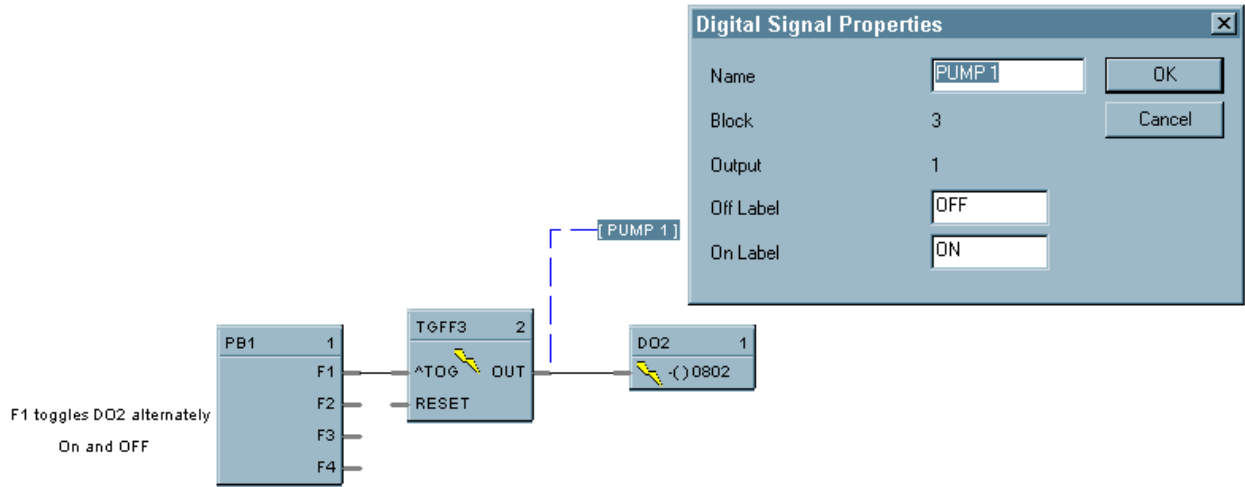 Digital Signal Properties
Name PUMP 1 OK
Block 3 Cancel
Output 1
Off Label OFF
On Label ON
[ PUMP 1 ]
TGFF3 2
^TOG OUT
RESET
PB1 1
F1
F2
F3
F4
DO2 1
-( ) 0802
F1 toggles DO2 alternately
On and OFF